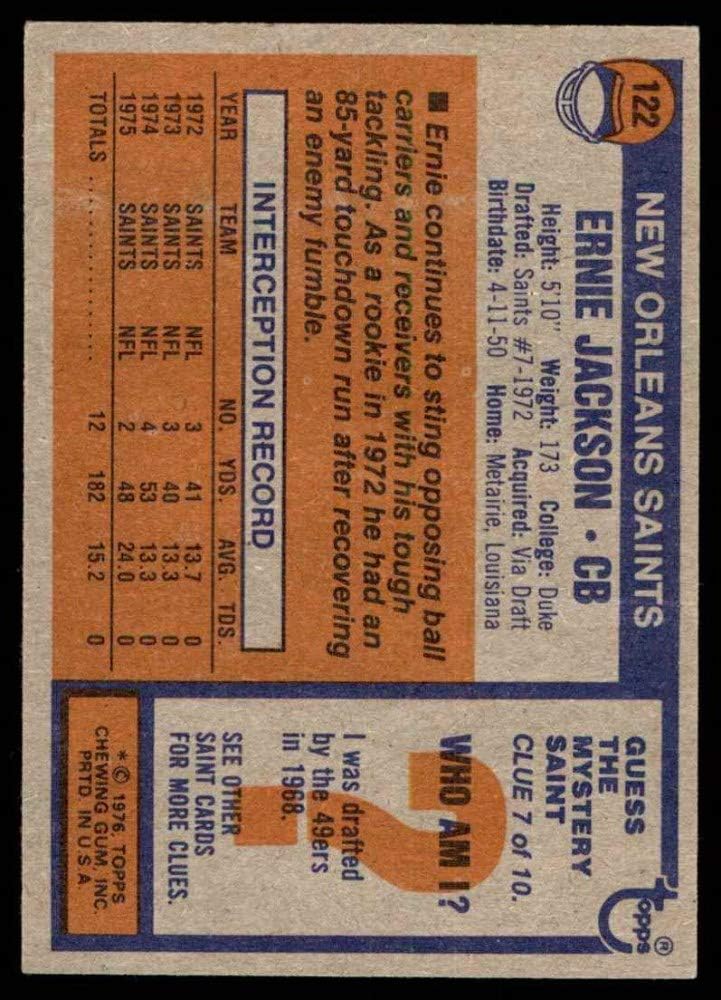 122
NEW ORLEANS SAINTS
ERNIE JACKSON • CB
Height: 5'10" Weight: 173 College: Duke
Drafted: Saints #7-1972 Acquired: Via Draft
Birthdate: 4-11-50 Home: Metairie, Louisiana
■ Ernie continues to sting opposing ball
carriers and receivers with his tough
tackling. As a rookie in 1972 he had an
85-yard touchdown run after recovering
an enemy fumble.
INTERCEPTION RECORD
YEAR TEAM NO. YDS. AVG. TDS.
1972 SAINTS NFL 3 41 13.7 0
1973 SAINTS NFL 3 40 13.3 0
1974 SAINTS NFL 4 53 13.3 0
1975 SAINTS NFL 2 48 24.0 0
TOTALS ............... 12 182 15.2 0
topps®
GUESS
THE
MYSTERY
SAINT
CLUE 7 of 10.
?
WHO AM I?
I was drafted
by the 49ers
in 1968.
SEE OTHER
SAINT CARDS
FOR MORE CLUES.
* © 1976, TOPPS
CHEWING GUM, INC.
PRTD. IN U.S.A.